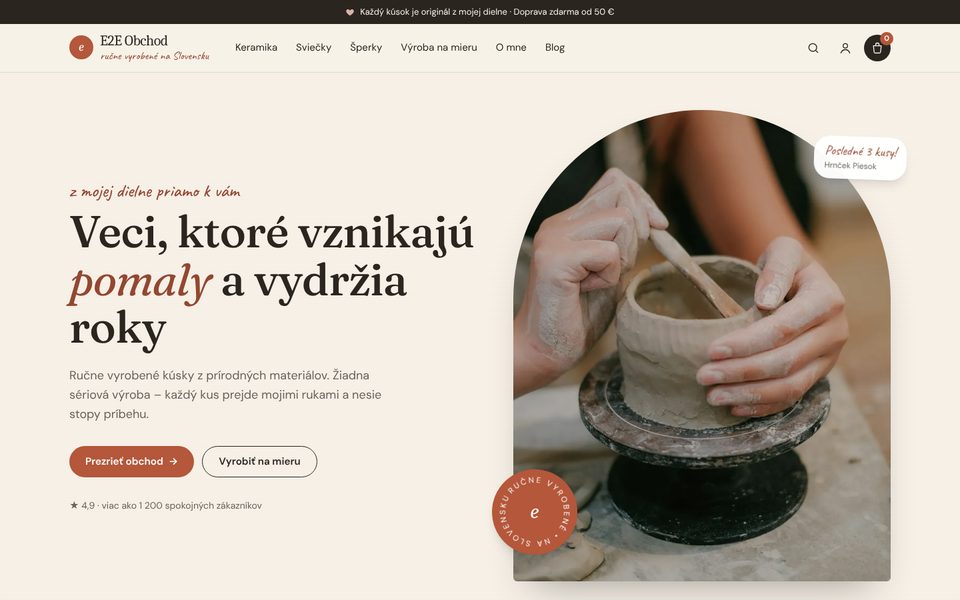 Každý kúsok je originál z mojej dielne · Doprava zdarma od 50 €
e
E2E Obchod
ručne vyrobené na Slovensku
Keramika Sviečky Šperky Výroba na mieru O mne Blog
0
Posledné 3 kusy!
Hrnček Piesok
z mojej dielne priamo k vám
Veci, ktoré vznikajú
pomaly a vydržia
roky
Ručne vyrobené kúsky z prírodných materiálov. Žiadna
sériová výroba – každý kus prejde mojimi rukami a nesie
stopy príbehu.
Prezrieť obchod →
Vyrobiť na mieru
★ 4,9 · viac ako 1 200 spokojných zákazníkov
RUČNE VYROBENÉ • NA SLOVENSKU
e